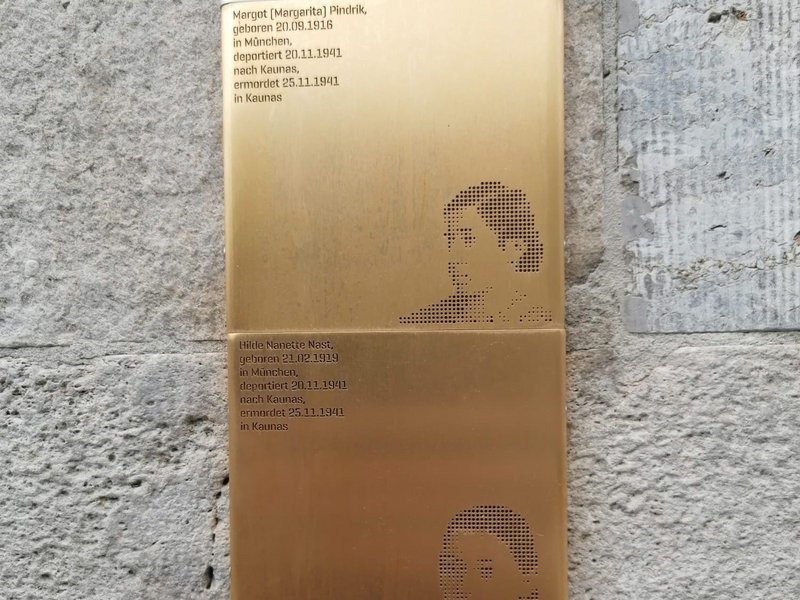 Margot (Margarita) Pindrik,
geboren 20.09.1916
in München,
deportiert 20.11.1941
nach Kaunas,
ermordet 25.11.1941
in Kaunas
Hilde Nanette Nast,
geboren 21.02.1919
in München,
deportiert 20.11.1941
nach Kaunas,
ermordet 25.11.1941
in Kaunas